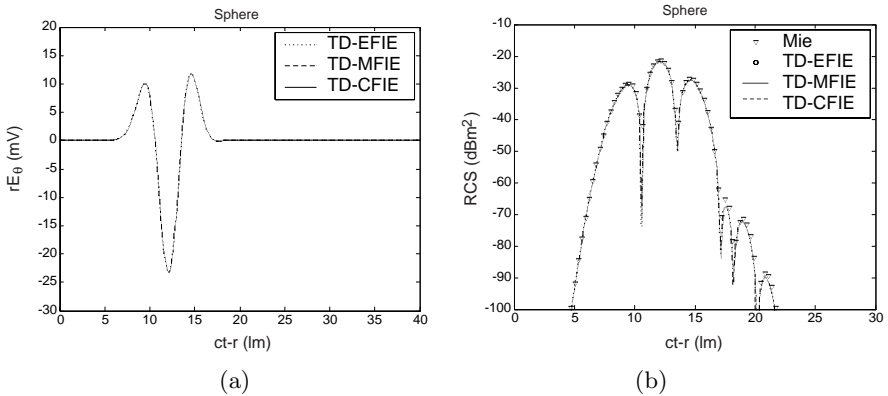 Sphere
20
15
10
5
0
-5
-10
-15
-20
-25
-30
rEθ (mV)
TD-EFIE
TD-MFIE
TD-CFIE
0 5 10 15 20 25 30 35 40
ct-r (lm)
(a)
Sphere
-10
-20
-30
-40
-50
-60
-70
-80
-90
-100
RCS (dBm²)
Mie
TD-EFIE
TD-MFIE
TD-CFIE
0 5 10 15 20 25 30
ct-r (lm)
(b)